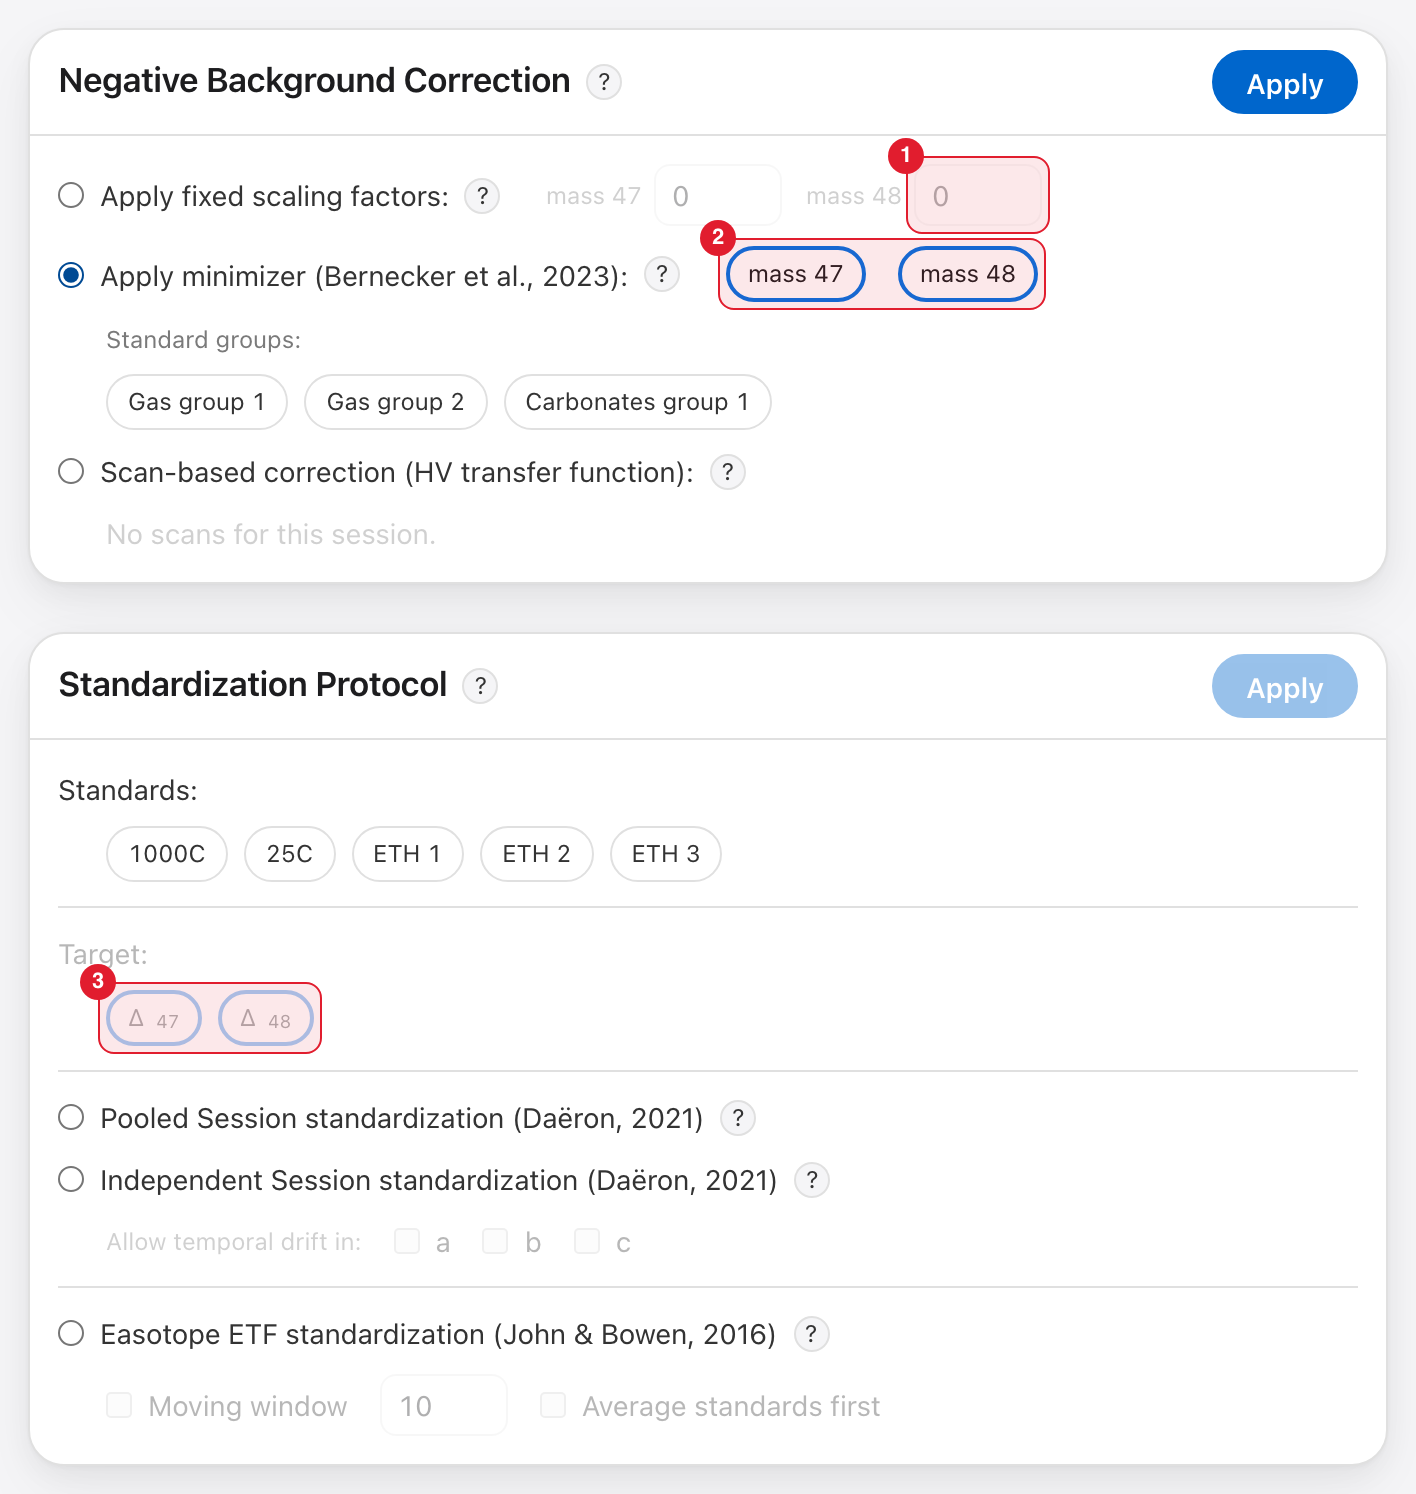 Negative Background Correction ? Apply
Apply fixed scaling factors: ? mass 47 0 mass 48 1 0
Apply minimizer (Bernecker et al., 2023): ? 2 mass 47 mass 48
Standard groups:
Gas group 1 Gas group 2 Carbonates group 1
Scan-based correction (HV transfer function): ?
No scans for this session.
Standardization Protocol ? Apply
Standards:
1000C 25C ETH 1 ETH 2 ETH 3
Target:
3 Δ 47 Δ 48
Pooled Session standardization (Daëron, 2021) ?
Independent Session standardization (Daëron, 2021) ?
Allow temporal drift in: a b c
Easotope ETF standardization (John & Bowen, 2016) ?
Moving window 10 Average standards first